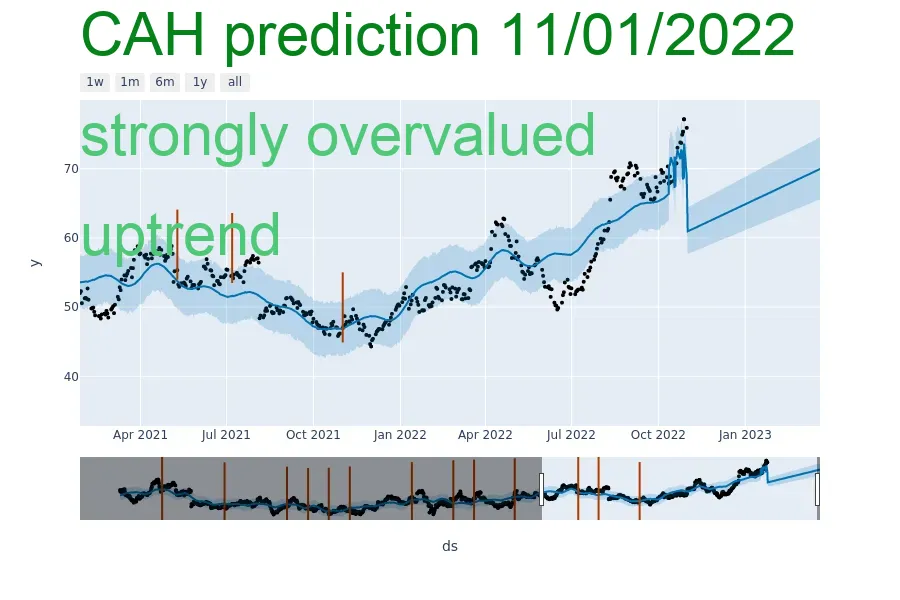 CAH prediction 11/01/2022
1w 1m 6m 1y all
strongly overvalued
70
uptrend
60
y
50
40
Apr 2021 Jul 2021 Oct 2021 Jan 2022 Apr 2022 Jul 2022 Oct 2022 Jan 2023
ds